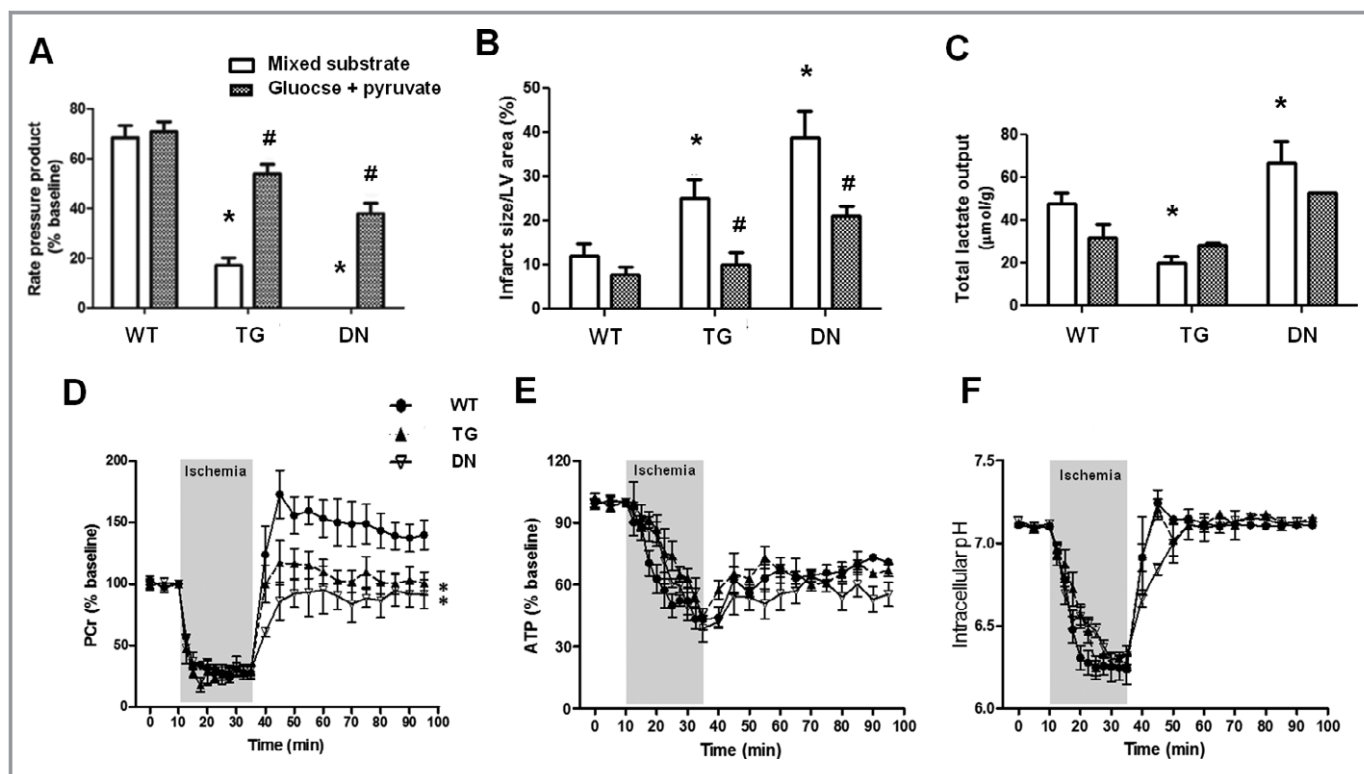 A
Mixed substrate
Gluocse + pyruvate
Rate pressure product
(% baseline)
80
60
40
20
0
#
#
*
*
WT
TG
DN
B
Infarct size/LV area (%)
50
40
30
20
10
0
*
*
#
#
WT
TG
DN
C
Total lactate output
(µmol/g)
80
60
40
20
0
*
*
WT
TG
DN
D
WT
TG
DN
PCr (% baseline)
200
150
100
50
0
Ischemia
*
*
0 10 20 30 40 50 60 70 80 90 100
Time (min)
E
ATP (% baseline)
120
90
60
30
0
Ischemia
0 10 20 30 40 50 60 70 80 90 100
Time (min)
F
Intracellular pH
7.5
7.0
6.5
6.0
Ischemia
0 10 20 30 40 50 60 70 80 90 100
Time (min)